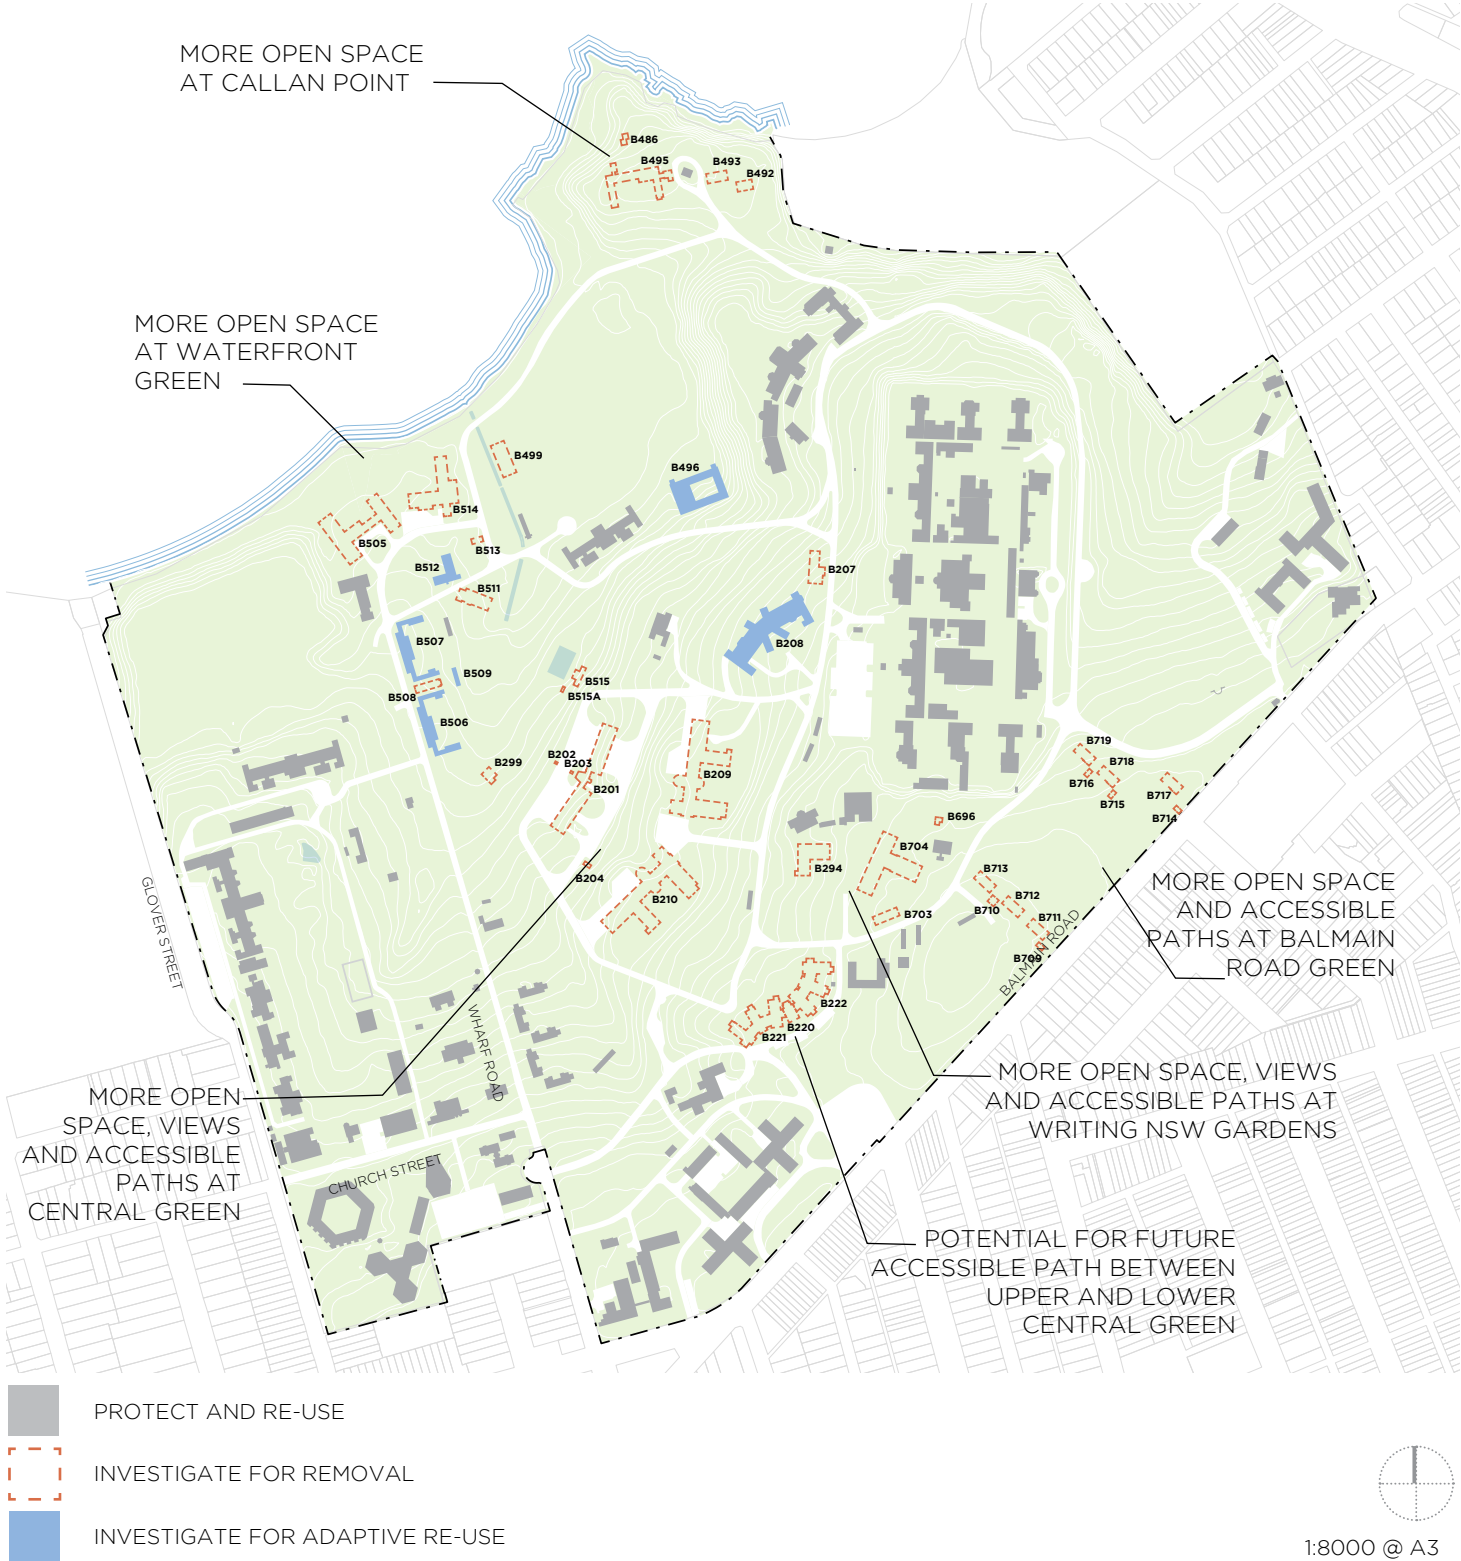 MORE OPEN SPACE
AT CALLAN POINT
B486
B495
B493
B492
MORE OPEN SPACE
AT WATERFRONT
GREEN
B499
B496
B514
B505
B513
B512
B511
B207
B507
B208
B509
B508
B515
B515A
B506
B299
B202
B203
B201
B209
B719
B718
B716
B715
B717
B714
B696
B704
B294
B204
B210
B713
B712
B710
B703
B711
B709
GLOVER STREET
BALMAIN ROAD
MORE OPEN SPACE
AND ACCESSIBLE
PATHS AT BALMAIN
ROAD GREEN
B222
B220
B221
WHARF ROAD
MORE OPEN
SPACE, VIEWS
AND ACCESSIBLE
PATHS AT
CENTRAL GREEN
MORE OPEN SPACE, VIEWS
AND ACCESSIBLE PATHS AT
WRITING NSW GARDENS
CHURCH STREET
POTENTIAL FOR FUTURE
ACCESSIBLE PATH BETWEEN
UPPER AND LOWER
CENTRAL GREEN
PROTECT AND RE-USE
INVESTIGATE FOR REMOVAL
INVESTIGATE FOR ADAPTIVE RE-USE
1:8000 @ A3